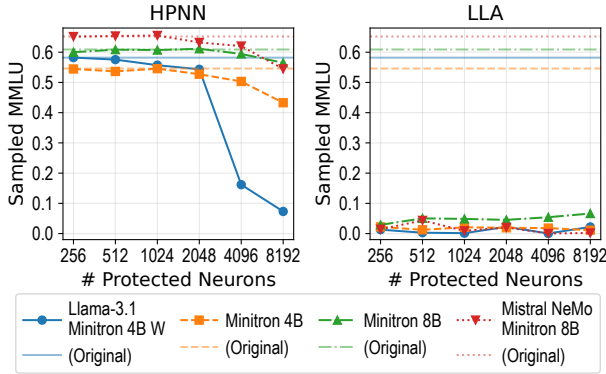 HPNN
LLA
Sampled MMLU
0.6
0.5
0.4
0.3
0.2
0.1
0.0
256 512 1024 2048 4096 8192
# Protected Neurons
Sampled MMLU
0.6
0.5
0.4
0.3
0.2
0.1
0.0
256 512 1024 2048 4096 8192
# Protected Neurons
Llama-3.1
Minitron 4B W
(Original)
Minitron 4B
(Original)
Minitron 8B
(Original)
Mistral NeMo
Minitron 8B
(Original)